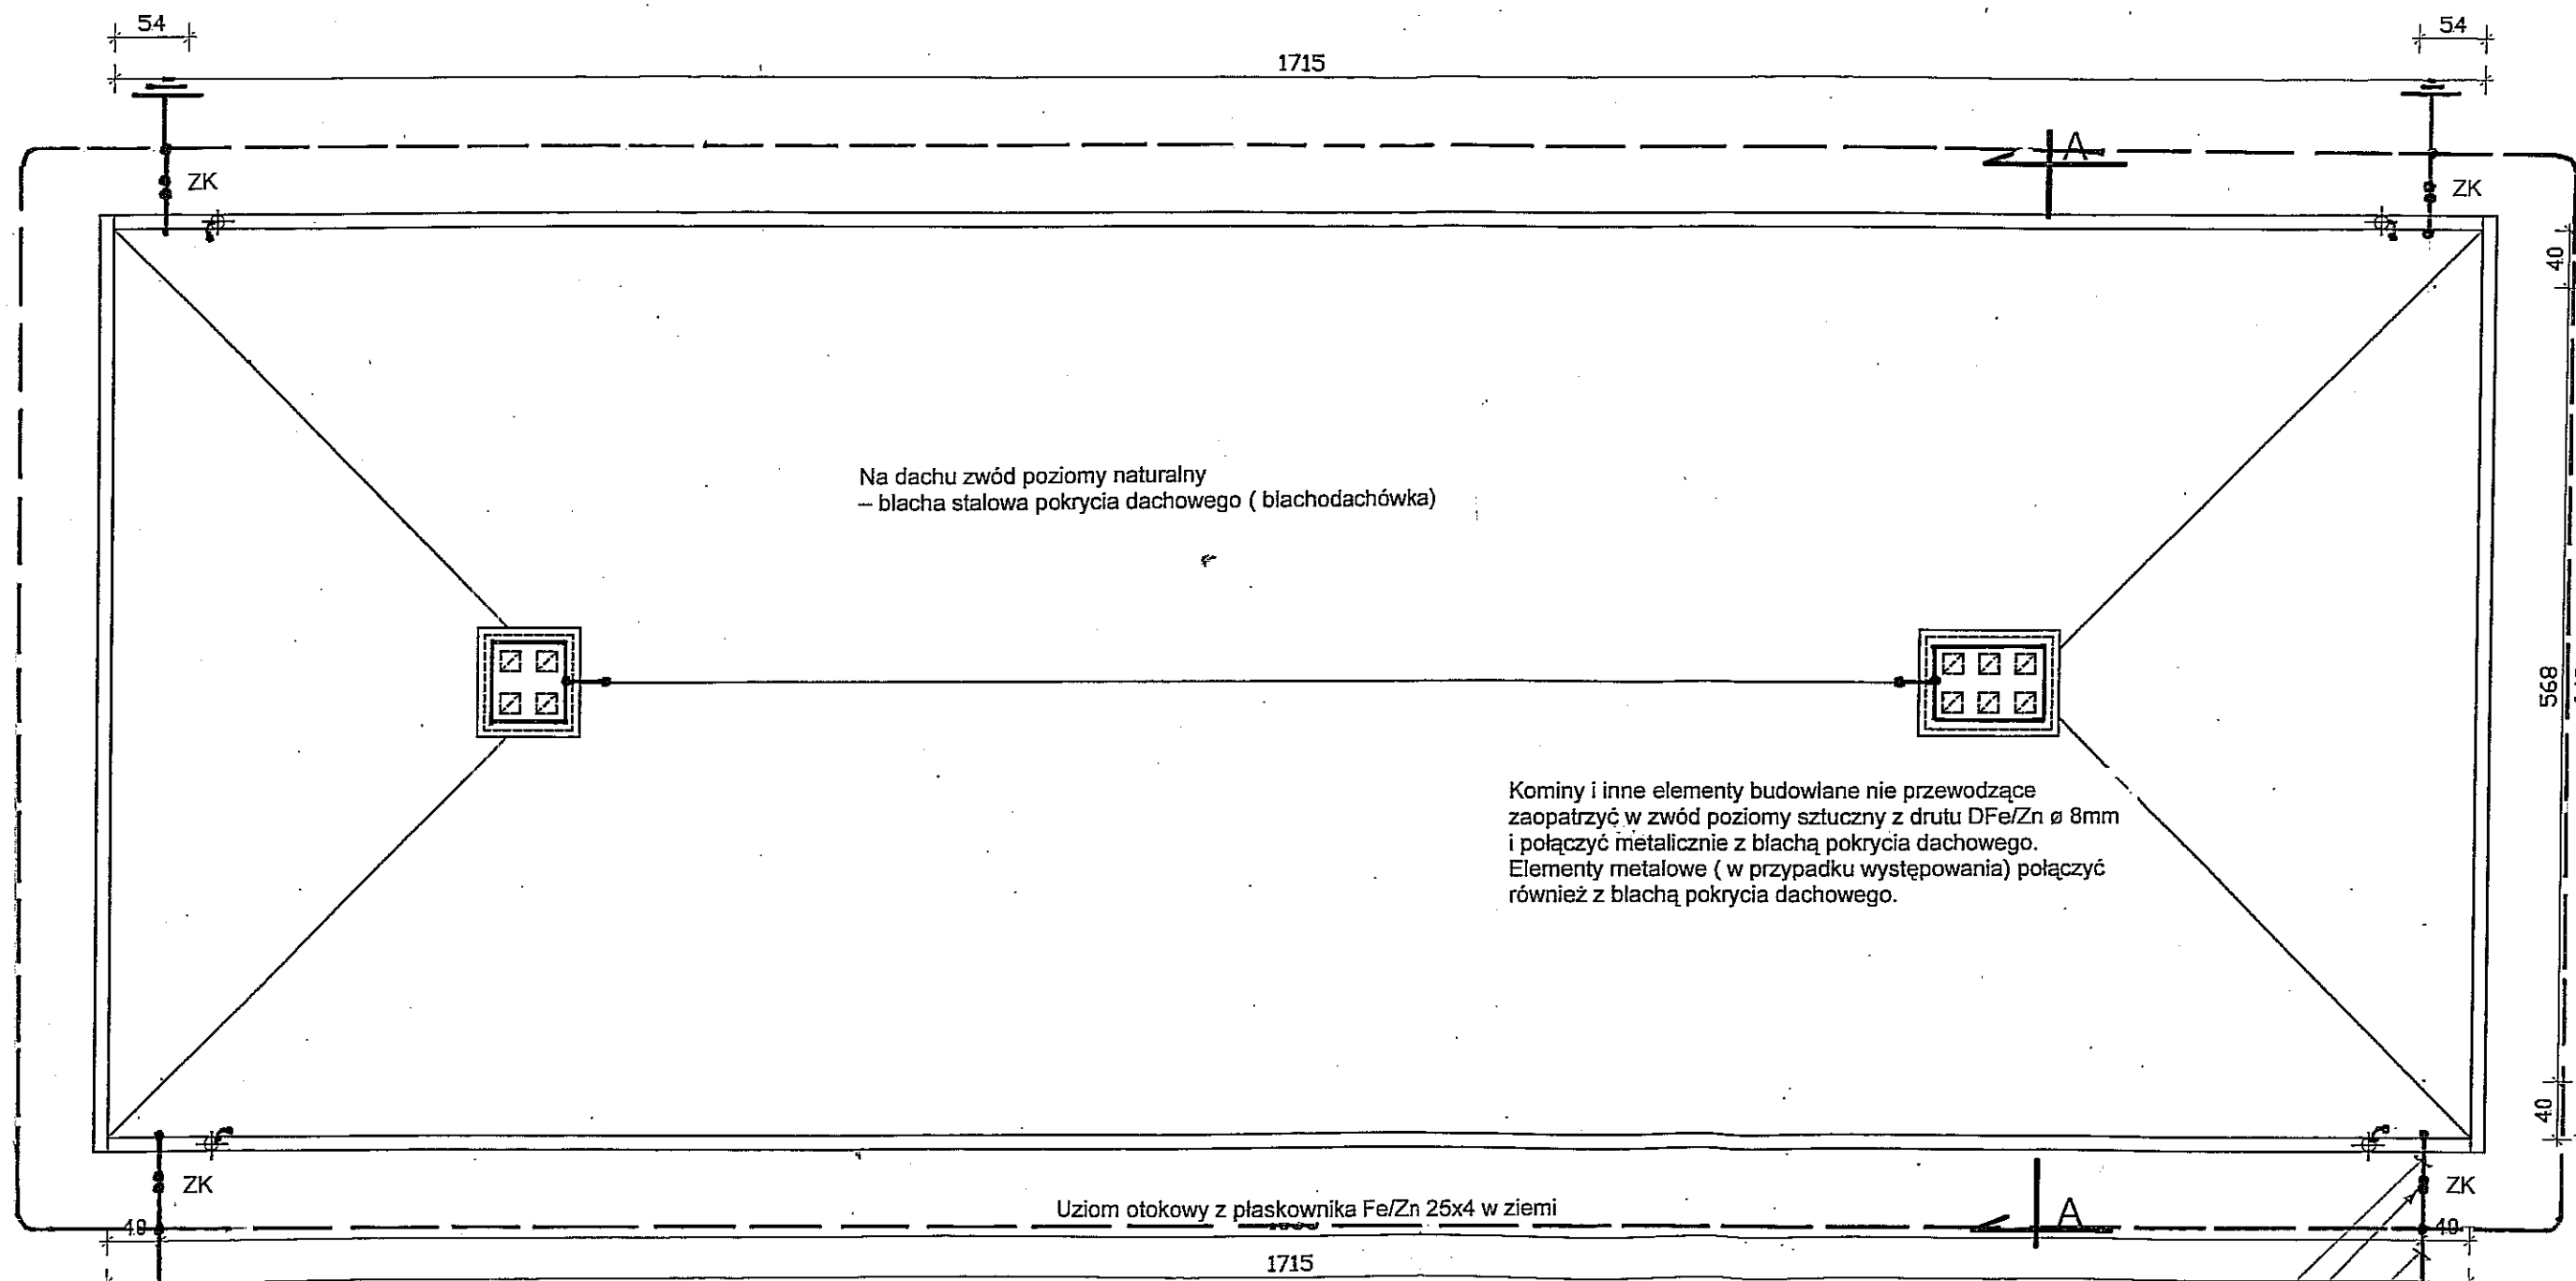 54
54
1715
A
ZK
ZK
40
Na dachu zwód poziomy naturalny
– blacha stalowa pokrycia dachowego ( blachodachówka)
568
Kominy i inne elementy budowlane nie przewodzące
zaopatrzyć w zwód poziomy sztuczny z drutu DFe/Zn ø 8mm
i połączyć metalicznie z blachą pokrycia dachowego.
Elementy metalowe ( w przypadku występowania) połączyć
również z blachą pokrycia dachowego.
40
ZK
ZK
Uziom otokowy z płaskownika Fe/Zn 25x4 w ziemi
A
40
40
1715